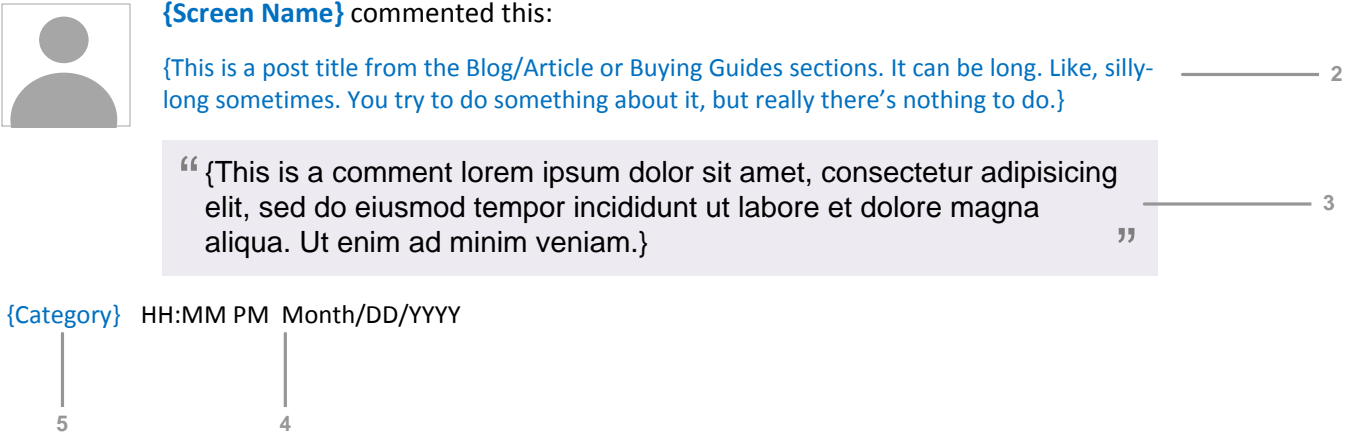 {Screen Name} commented this:
{This is a post title from the Blog/Article or Buying Guides sections. It can be long. Like, silly-
long sometimes. You try to do something about it, but really there’s nothing to do.}
2
“ {This is a comment lorem ipsum dolor sit amet, consectetur adipisicing
elit, sed do eiusmod tempor incididunt ut labore et dolore magna
aliqua. Ut enim ad minim veniam.} ”
3
{Category} HH:MM PM Month/DD/YYYY
5 4